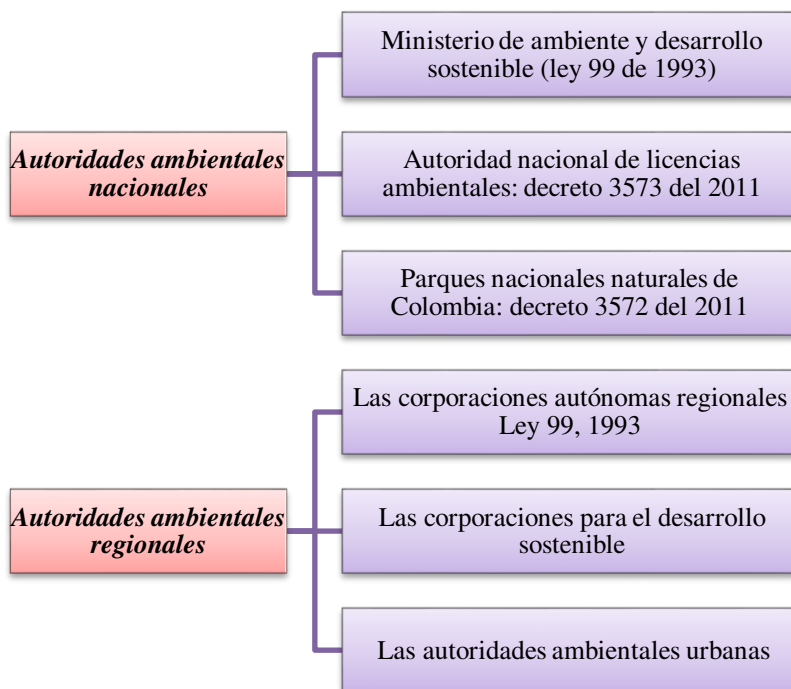 Autoridades ambientales
nacionales
Ministerio de ambiente y desarrollo
sostenible (ley 99 de 1993)
Autoridad nacional de licencias
ambientales: decreto 3573 del 2011
Parques nacionales naturales de
Colombia: decreto 3572 del 2011
Autoridades ambientales
regionales
Las corporaciones autónomas regionales
Ley 99, 1993
Las corporaciones para el desarrollo
sostenible
Las autoridades ambientales urbanas